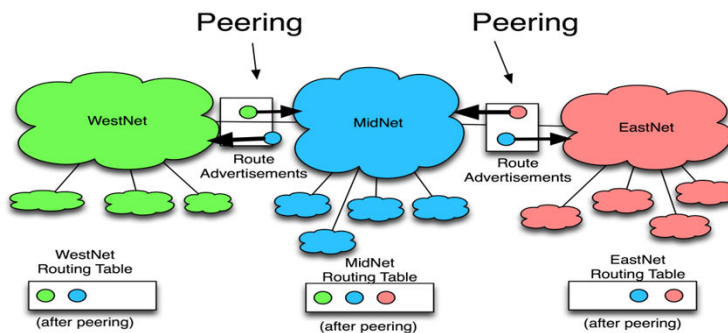 Peering
Peering
WestNet
MidNet
EastNet
Route
Advertisements
Route
Advertisements
WestNet
Routing Table
(after peering)
MidNet
Routing Table
(after peering)
EastNet
Routing Table
(after peering)